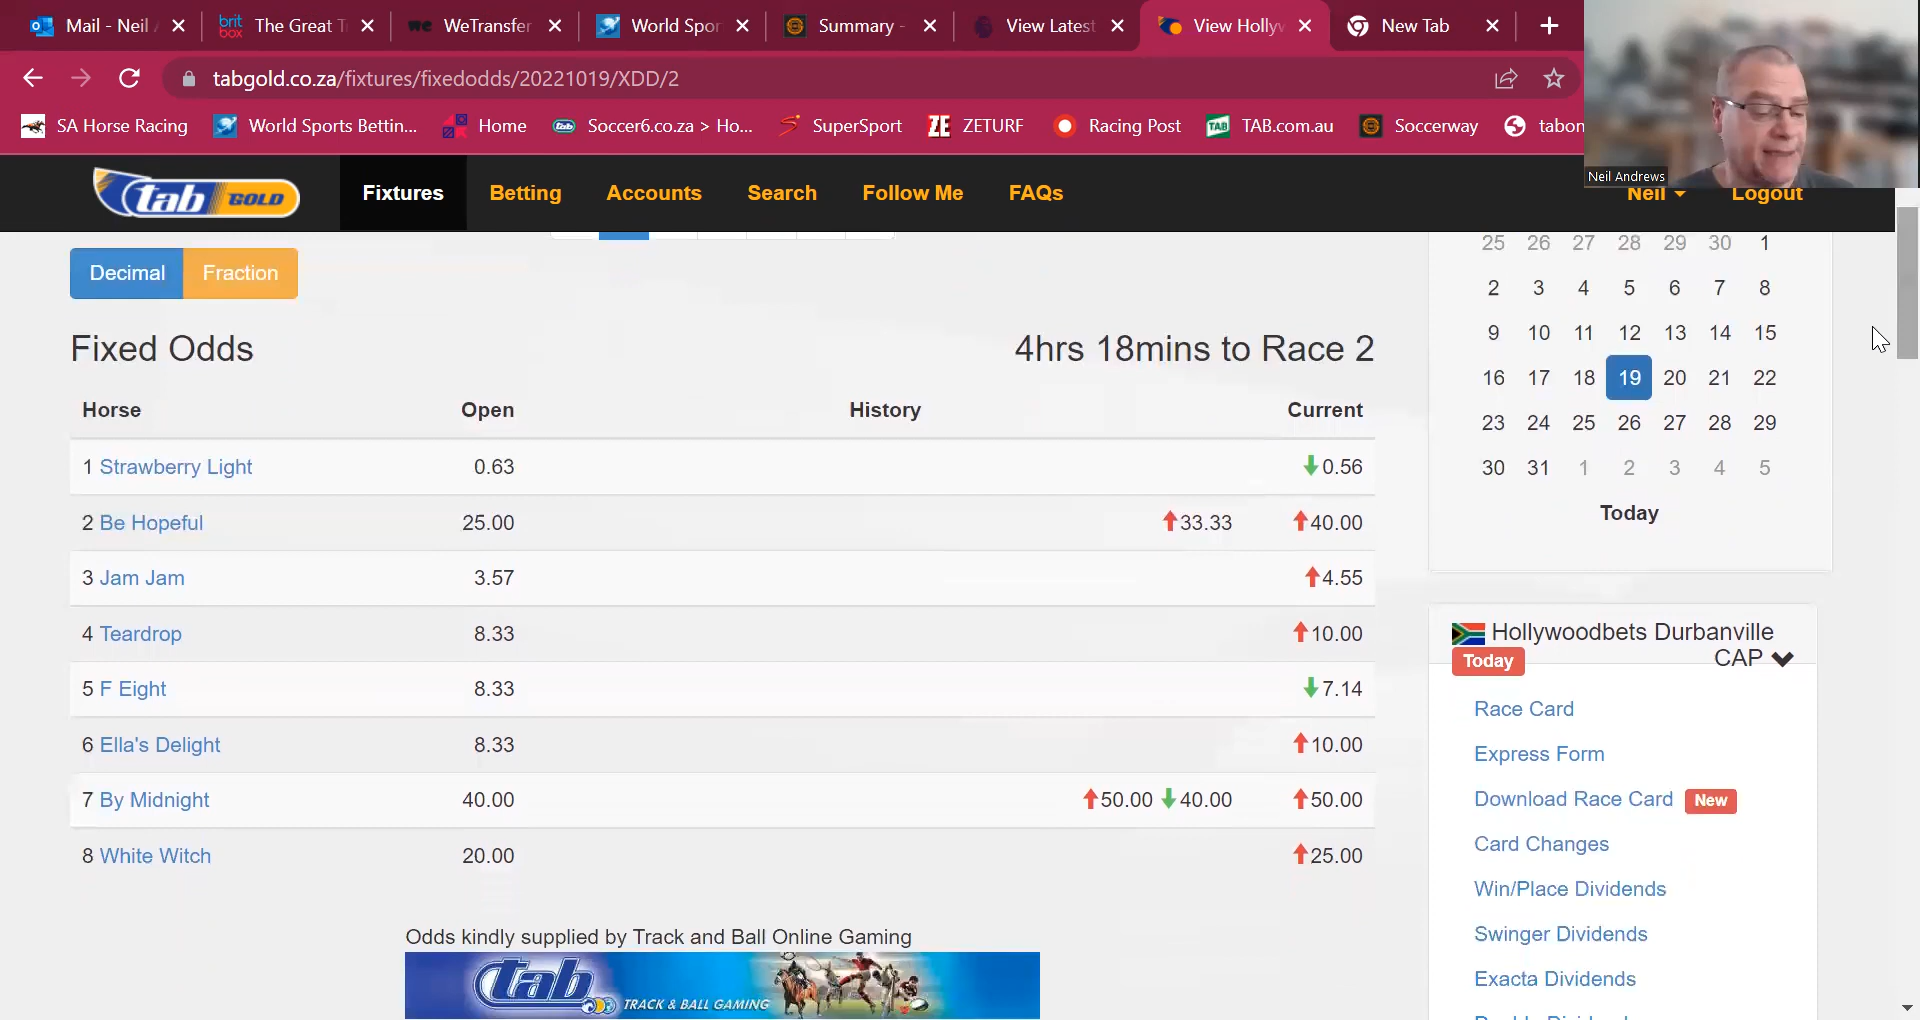 Mail - Neil
brit box The Great T
we WeTransfer
World Spor
Summary -
View Latest
View Hollyw
New Tab
tabgold.co.za/fixtures/fixedodds/20221019/XDD/2
SA Horse Racing World Sports Bettin... Home tab Soccer6.co.za > Ho... SuperSport ZE ZETURF Racing Post TAB TAB.com.au Soccerway tabon
Neil Andrews
tab GOLD Fixtures Betting Accounts Search Follow Me FAQs Neil Logout
Decimal Fraction
Fixed Odds 4hrs 18mins to Race 2
Horse Open History Current
1 Strawberry Light 0.63 0.56
2 Be Hopeful 25.00 33.33 40.00
3 Jam Jam 3.57 4.55
4 Teardrop 8.33 10.00
5 F Eight 8.33 7.14
6 Ella's Delight 8.33 10.00
7 By Midnight 40.00 50.00 40.00 50.00
8 White Witch 20.00 25.00
Odds kindly supplied by Track and Ball Online Gaming
tab TRACK & BALL GAMING
25 26 27 28 29 30 1
2 3 4 5 6 7 8
9 10 11 12 13 14 15
16 17 18 19 20 21 22
23 24 25 26 27 28 29
30 31 1 2 3 4 5
Today
Hollywoodbets Durbanville
Today CAP
Race Card
Express Form
Download Race Card New
Card Changes
Win/Place Dividends
Swinger Dividends
Exacta Dividends